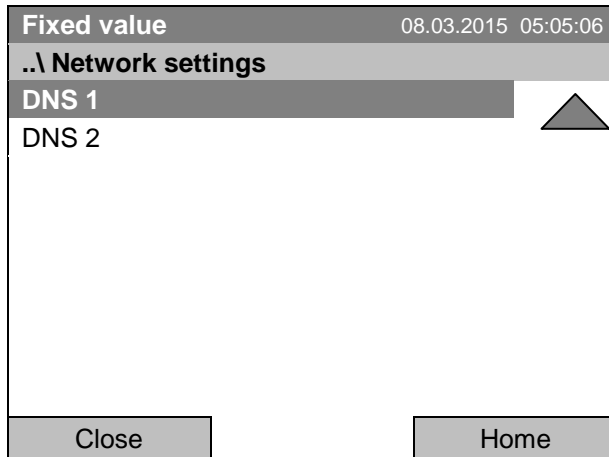 Fixed value 08.03.2015 05:05:06
..\ Network settings
DNS 1
DNS 2
Close Home